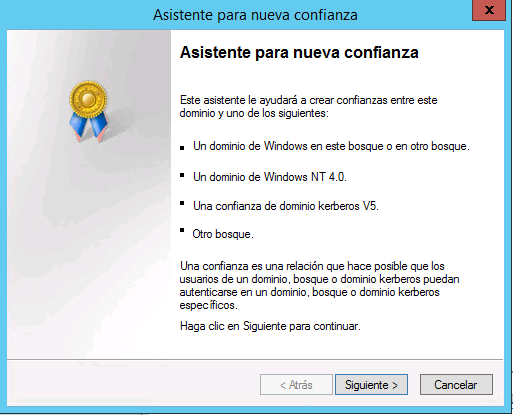 Asistente para nueva confianza
x
Asistente para nueva confianza
Este asistente le ayudará a crear confianzas entre este
dominio y uno de los siguientes:
Un dominio de Windows en este bosque o en otro bosque.
Un dominio de Windows NT 4.0.
Una confianza de dominio kerberos V5.
Otro bosque.
Una confianza es una relación que hace posible que los
usuarios de un dominio, bosque o dominio kerberos puedan
autenticarse en un dominio, bosque o dominio kerberos
específicos.
Haga clic en Siguiente para continuar.
< Atrás Siguiente > Cancelar